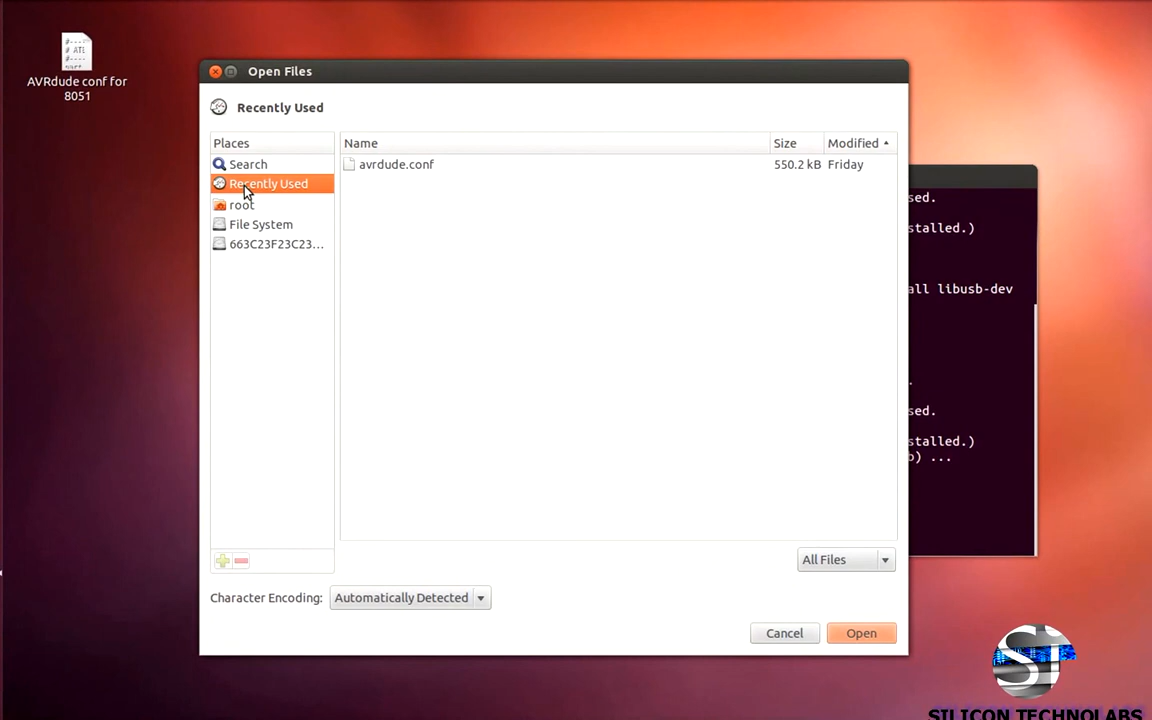 # ATL
AVRdude conf for
8051
Open Files
Recently Used
Places
Search
Recently Used
root
File System
663C23F23C23...
Name
Size
Modified
avrdude.conf
550.2 kB
Friday
sed.
stalled.)
all libusb-dev
.
sed.
stalled.)
b) ...
All Files
Character Encoding:
Automatically Detected
Cancel
Open
ST
SILICON TECHNOLABS